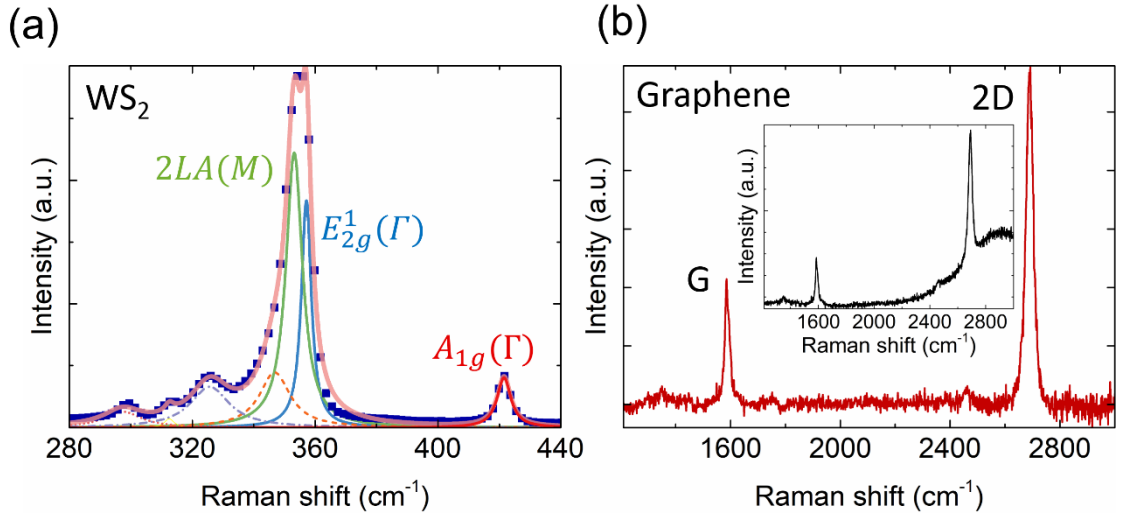 (a)
(b)
WS₂
2LA(M)
E¹₂g(Γ)
A₁g(Γ)
Intensity (a.u.)
280 320 360 400 440
Raman shift (cm⁻¹)
Graphene
2D
G
Intensity (a.u.)
1600 2000 2400 2800
Raman shift (cm⁻¹)
Intensity (a.u.)
1600 2000 2400 2800
Raman shift (cm⁻¹)